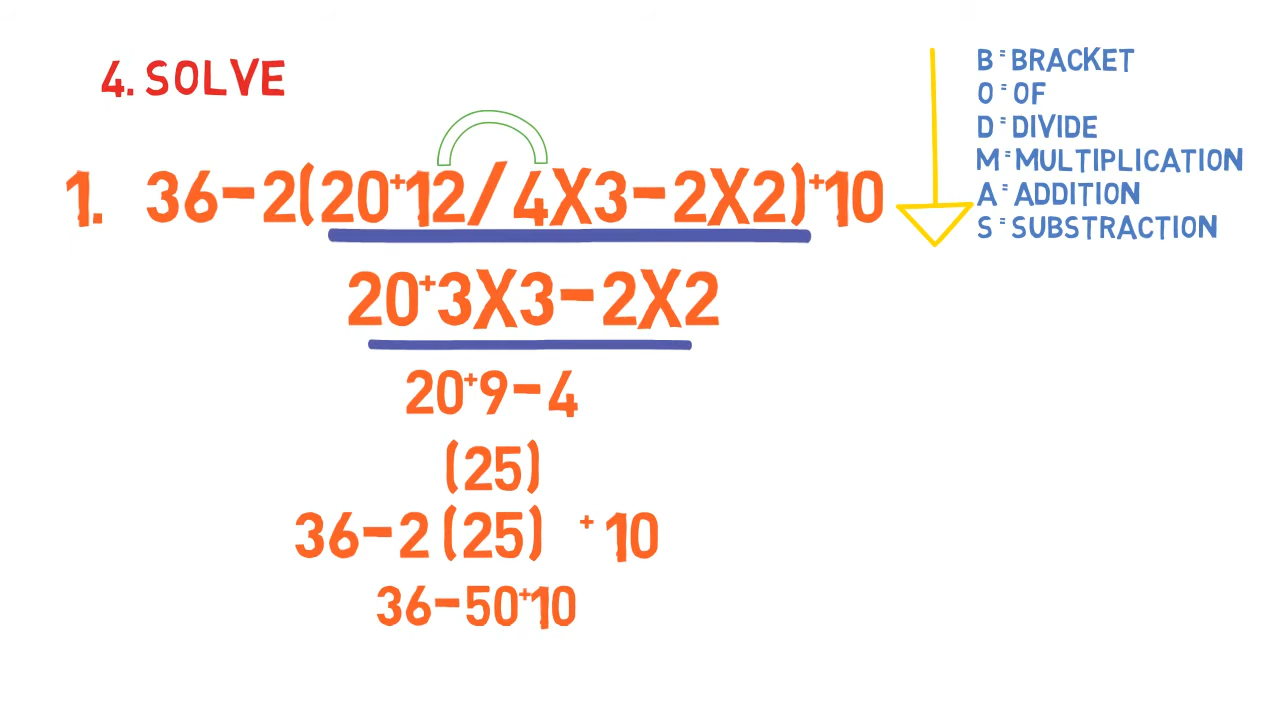 4. SOLVE
1. 36-2(20+12/4X3-2X2)+10
20+3X3-2X2
20+9-4
(25)
36-2(25) +10
36-50+10
B = BRACKET
O = OF
D = DIVIDE
M = MULTIPLICATION
A = ADDITION
S = SUBSTRACTION